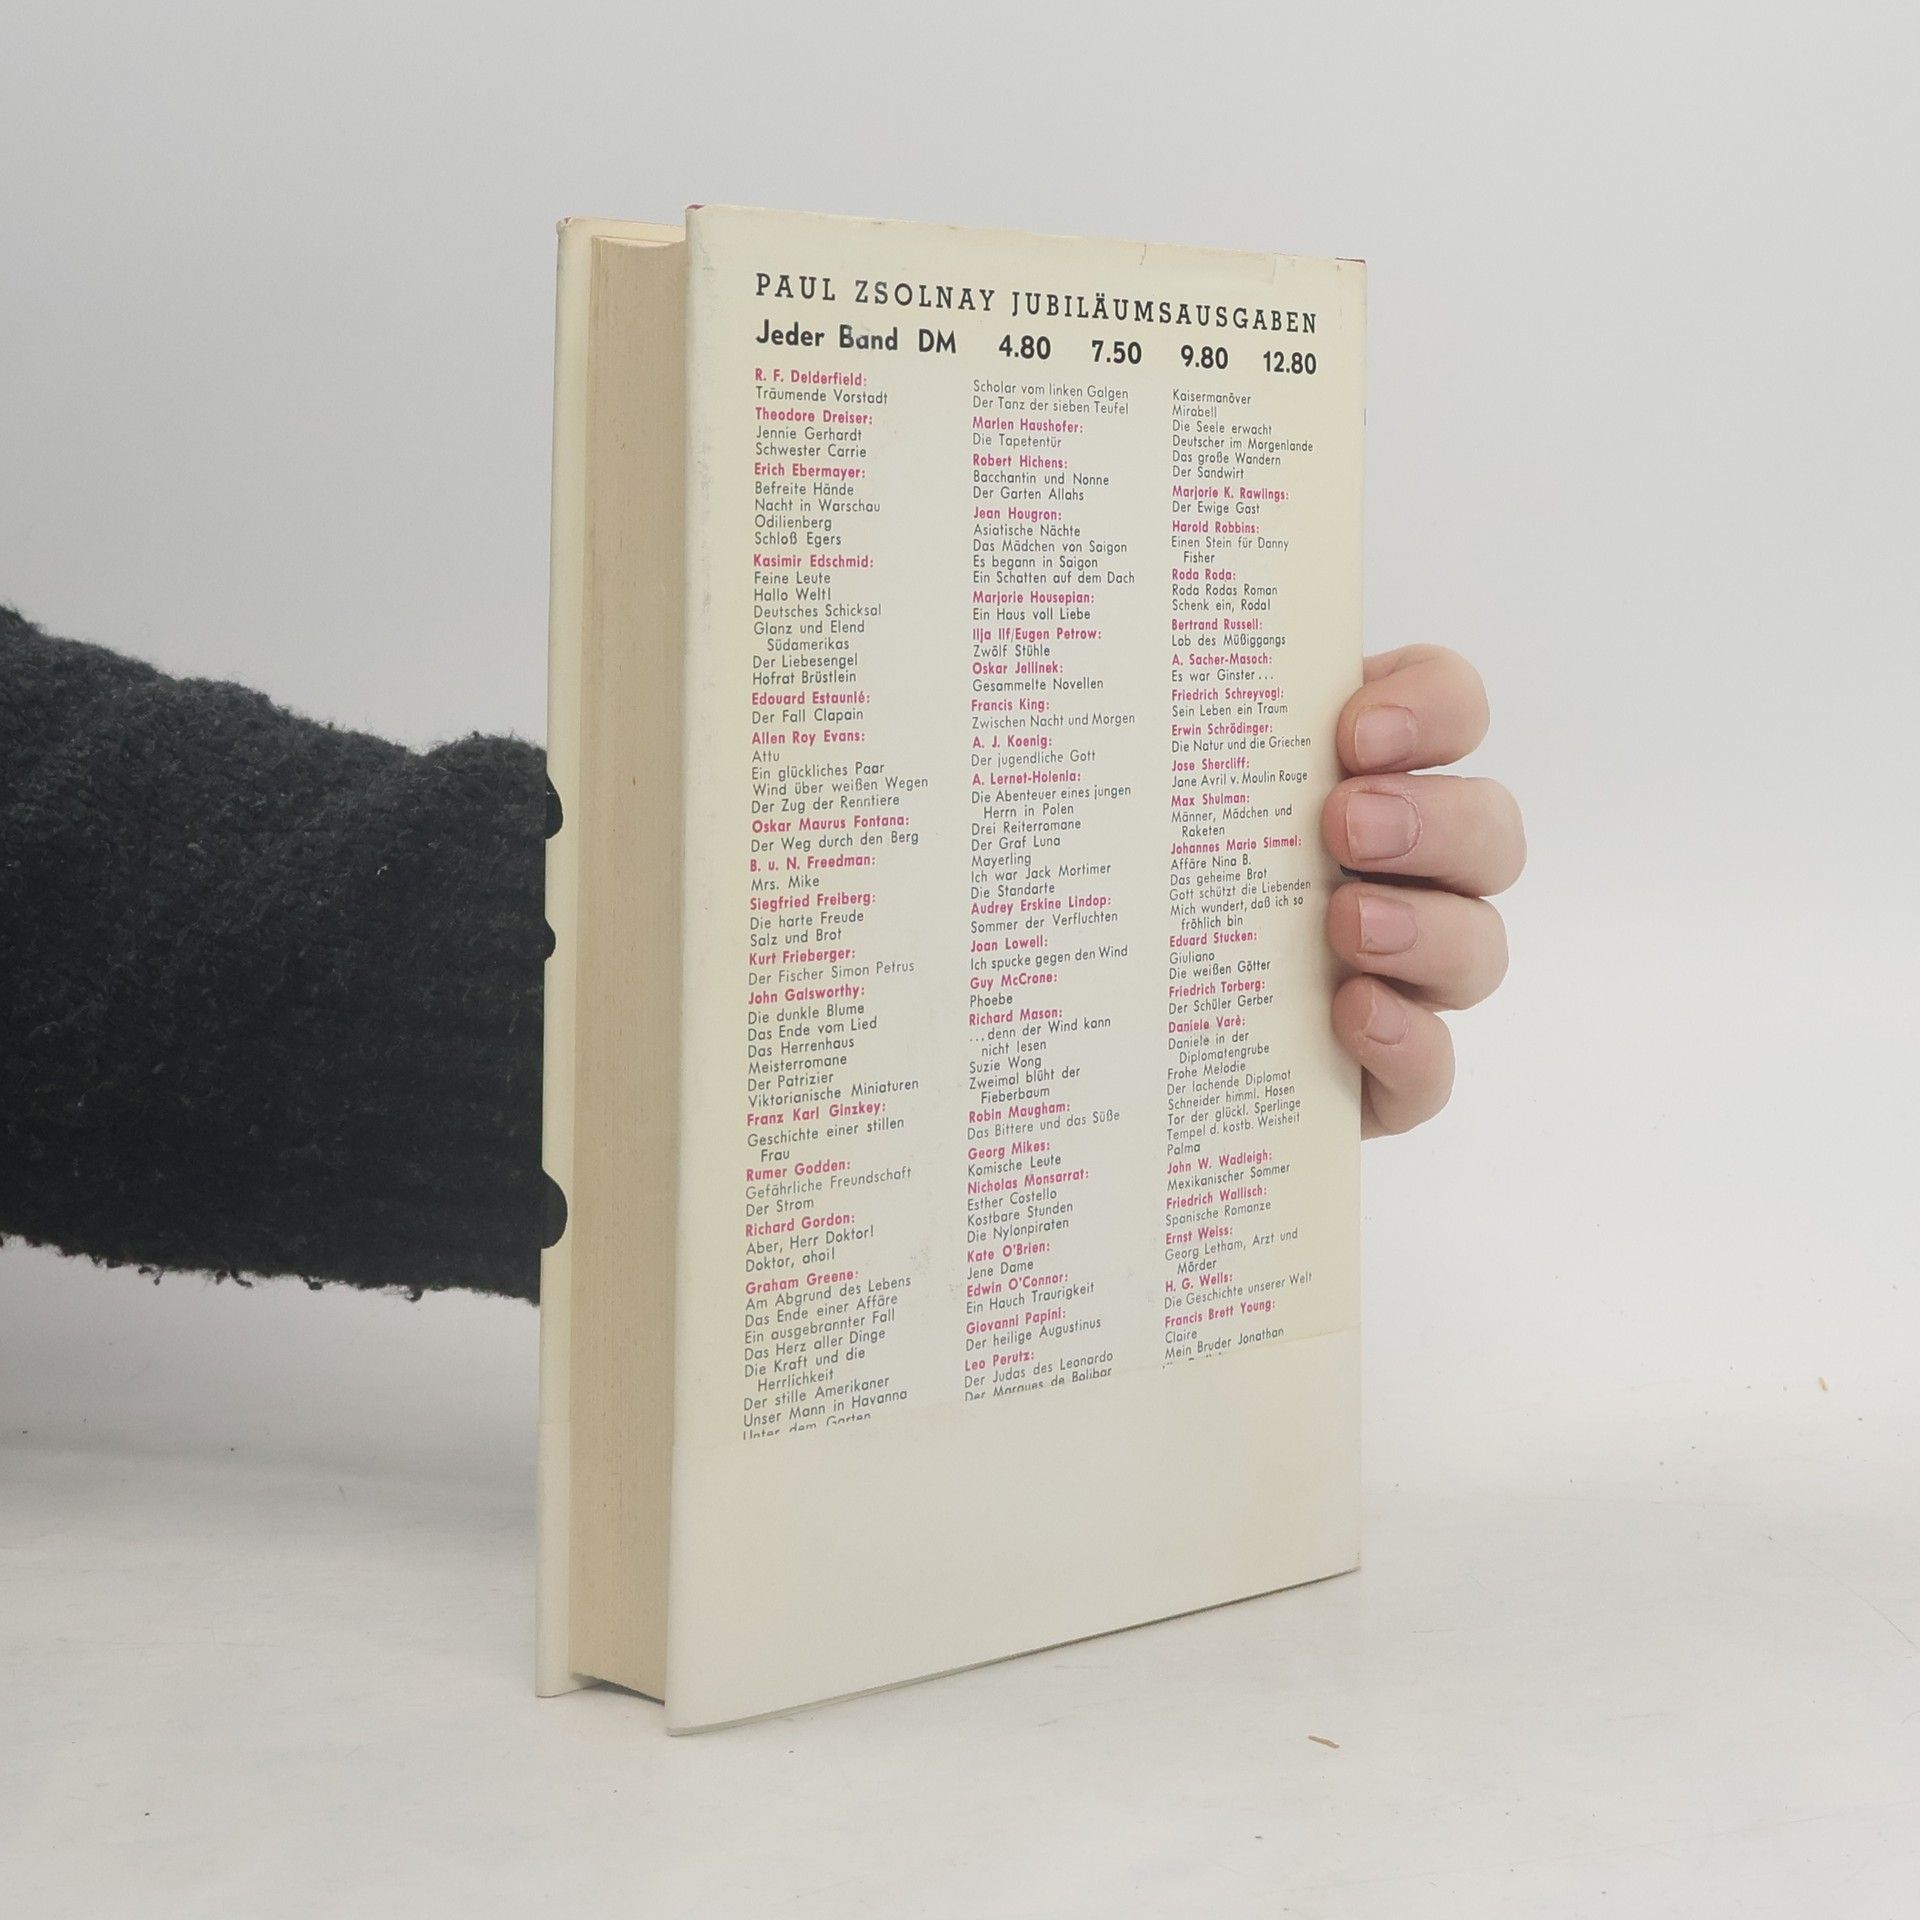 PAUL ZSOLNAY JUBILÄUMSAUSGABEN
Jeder Band DM 4.80 7.50 9.80 12.80
R. F. Delderfield:
Träumende Vorstadt
Theodore Dreiser:
Jennie Gerhardt
Schwester Carrie
Erich Ebermayer:
Befreite Hände
Nacht in Warschau
Odilienberg
Schloß Egers
Kasimir Edschmid:
Feine Leute
Hallo Welt!
Deutsches Schicksal
Glanz und Elend
Südamerikas
Der Liebesengel
Hofrat Brüstlein
Edouard Estaunlé:
Der Fall Clapain
Allen Roy Evans:
Attu
Ein glückliches Paar
Wind über weißen Wegen
Der Zug der Renntiere
Oskar Maurus Fontana:
Der Weg durch den Berg
B. u. N. Freedman:
Mrs. Mike
Siegfried Freiberg:
Die harte Freude
Salz und Brot
Kurt Frieberger:
Der Fischer Simon Petrus
John Galsworthy:
Die dunkle Blume
Das Ende vom Lied
Das Herrenhaus
Meisterromane
Der Patrizier
Viktorianische Miniaturen
Franz Karl Ginzkey:
Geschichte einer stillen
Frau
Rumer Godden:
Gefährliche Freundschaft
Der Strom
Richard Gordon:
Aber, Herr Doktor!
Doktor, ahoi!
Graham Greene:
Am Abgrund des Lebens
Das Ende einer Affäre
Ein ausgebrannter Fall
Das Herz aller Dinge
Die Kraft und die
Herrlichkeit
Der stille Amerikaner
Unser Mann in Havanna
Unter dem Garten
Scholar vom linken Galgen
Der Tanz der sieben Teufel
Marlen Haushofer:
Die Tapetentür
Robert Hichens:
Bacchantin und Nonne
Der Garten Allahs
Jean Hougron:
Asiatische Nächte
Das Mädchen von Saigon
Es begann in Saigon
Ein Schatten auf dem Dach
Marjorie Housepian:
Ein Haus voll Liebe
Ilja Ilf/Eugen Petrow:
Zwölf Stühle
Oskar Jellinek:
Gesammelte Novellen
Francis King:
Zwischen Nacht und Morgen
A. J. Koenig:
Der jugendliche Gott
A. Lernet-Holenia:
Die Abenteuer eines jungen
Herrn in Polen
Drei Reiterromane
Der Graf Luna
Mayerling
Ich war Jack Mortimer
Die Standarte
Audrey Erskine Lindop:
Sommer der Verfluchten
Joan Lowell:
Ich spucke gegen den Wind
Guy McCrone:
Phoebe
Richard Mason:
...denn der Wind kann
nicht lesen
Suzie Wong
Zweimal blüht der
Fieberbaum
Robin Maugham:
Das Bittere und das Süße
Georg Mikes:
Komische Leute
Nicholas Monsarrat:
Esther Costello
Kostbare Stunden
Die Nylonpiraten
Kate O'Brien:
Jene Dame
Edwin O'Connor:
Ein Hauch Traurigkeit
Giovanni Papini:
Der heilige Augustinus
Leo Perutz:
Der Judas des Leonardo
Der Marques de Bolibar
Kaisermanöver
Mirabell
Die Seele erwacht
Deutscher im Morgenlande
Das große Wandern
Der Sandwirt
Marjorie K. Rawlings:
Der Ewige Gast
Harold Robbins:
Einen Stein für Danny
Fisher
Roda Roda:
Roda Rodas Roman
Schenk ein, Roda!
Bertrand Russell:
Lob des Müßiggangs
A. Sacher-Masoch:
Es war Ginster...
Friedrich Schreyvogl:
Sein Leben ein Traum
Erwin Schrödinger:
Die Natur und die Griechen
Jose Shercliff:
Jane Avril v. Moulin Rouge
Max Shulman:
Männer, Mädchen und
Raketen
Johannes Mario Simmel:
Affäre Nina B.
Das geheime Brot
Gott schützt die Liebenden
Mich wundert, daß ich so
fröhlich bin
Eduard Stucken:
Giuliano
Die weißen Götter
Friedrich Torberg:
Der Schüler Gerber
Daniele Varè:
Daniele in der
Diplomatengrube
Frohe Melodie
Der lachende Diplomat
Schneider himml. Hosen
Tor der glückl. Sperlinge
Tempel d. kostb. Weisheit
Palma
John W. Wadleigh:
Mexikanischer Sommer
Friedrich Wallisch:
Spanische Romanze
Ernst Weiss:
Georg Letham, Arzt und
Mörder
H. G. Wells:
Die Geschichte unserer Welt
Francis Brett Young:
Claire
Mein Bruder Jonathan